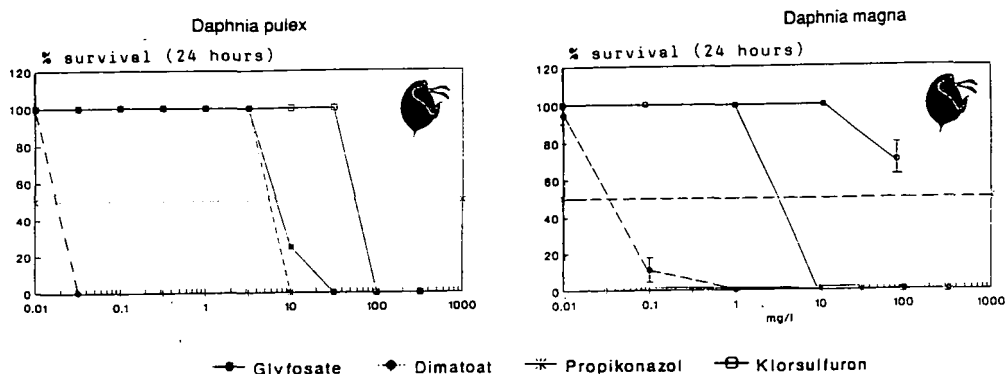 Daphnia pulex
Daphnia magna
% survival (24 hours)
120
100
80
60
40
20
0
0.01
0.1
1
10
100
1000
% survival (24 hours)
120
100
80
60
40
20
0
0.01
0.1
1
10
100
1000
mg/l
Glyfosate
Dimatoat
Propikonazol
Klorsulfuron